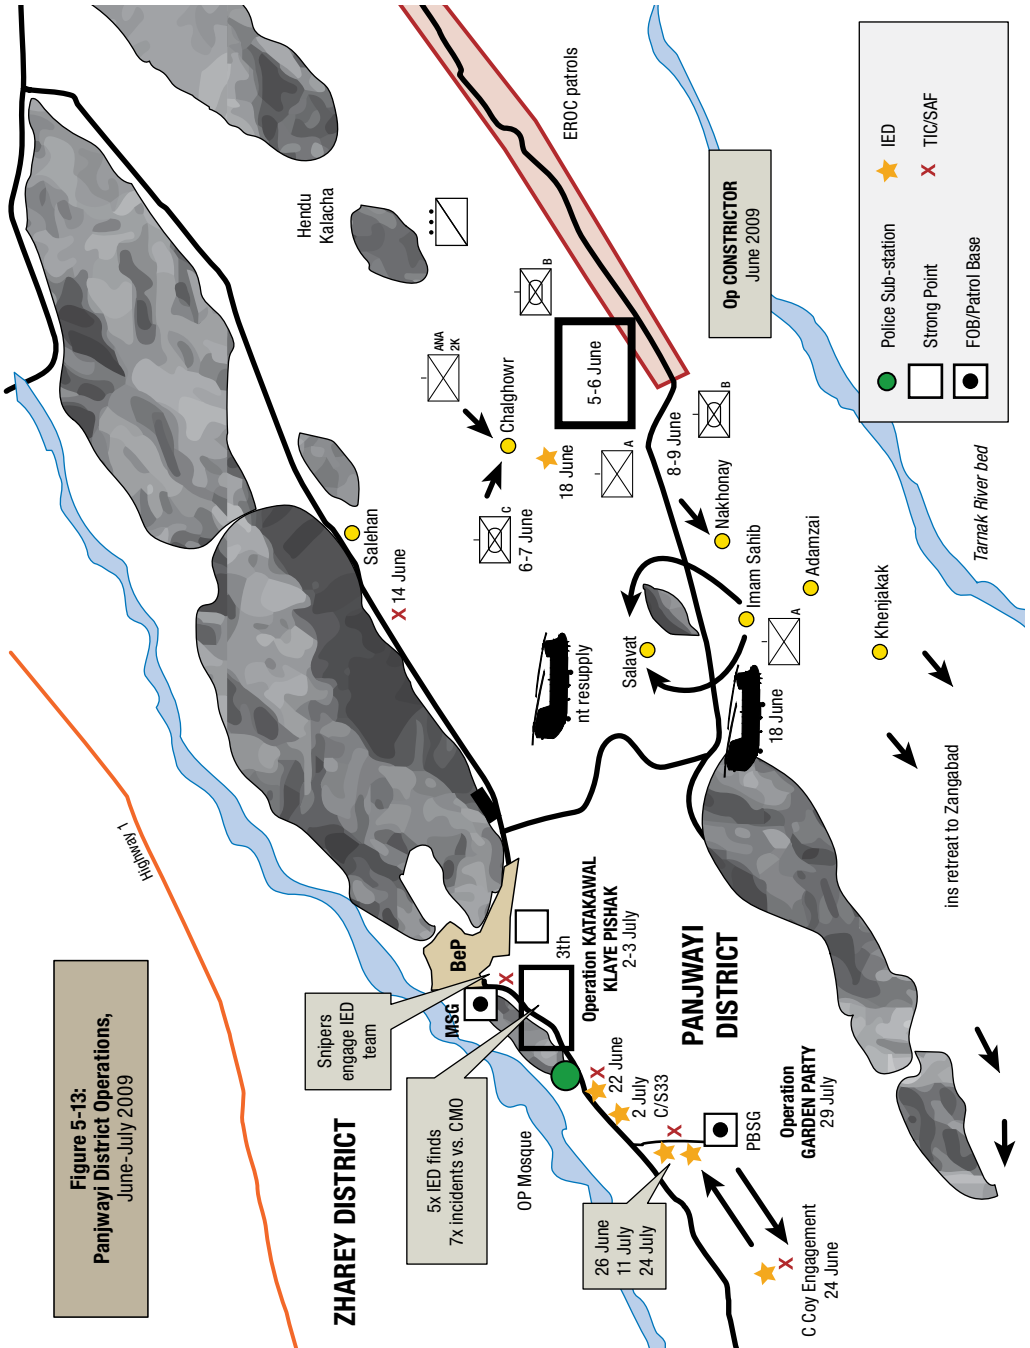 Figure 5-13:
Panjwayi District Operations,
June-July 2009
Highway 1
ZHAREY DISTRICT
Snipers
engage IED
team
BeP
MSG
5x IED finds
7x incidents vs. CMO
OP Mosque
3th
Operation KATAKAWAL
KLAYE PISHAK
2-3 July
22 June
2 July
C/S33
26 June
11 July
24 July
PBSG
Operation
GARDEN PARTY
29 July
C Coy Engagement
24 June
PANJWAYI
DISTRICT
X 14 June
Salehan
Hendu
Kalacha
ANA
2K
Chalghowr
C
6-7 June
18 June
B
5-6 June
A
8-9 June
B
EROC patrols
nt resupply
Salavat
Nakhonay
Imam Sahib
A
Adamzai
18 June
Khenjakak
ins retreat to Zangabad
Tarnak River bed
Op CONSTRICTOR
June 2009
Police Sub-station
Strong Point
FOB/Patrol Base
IED
X TIC/SAF